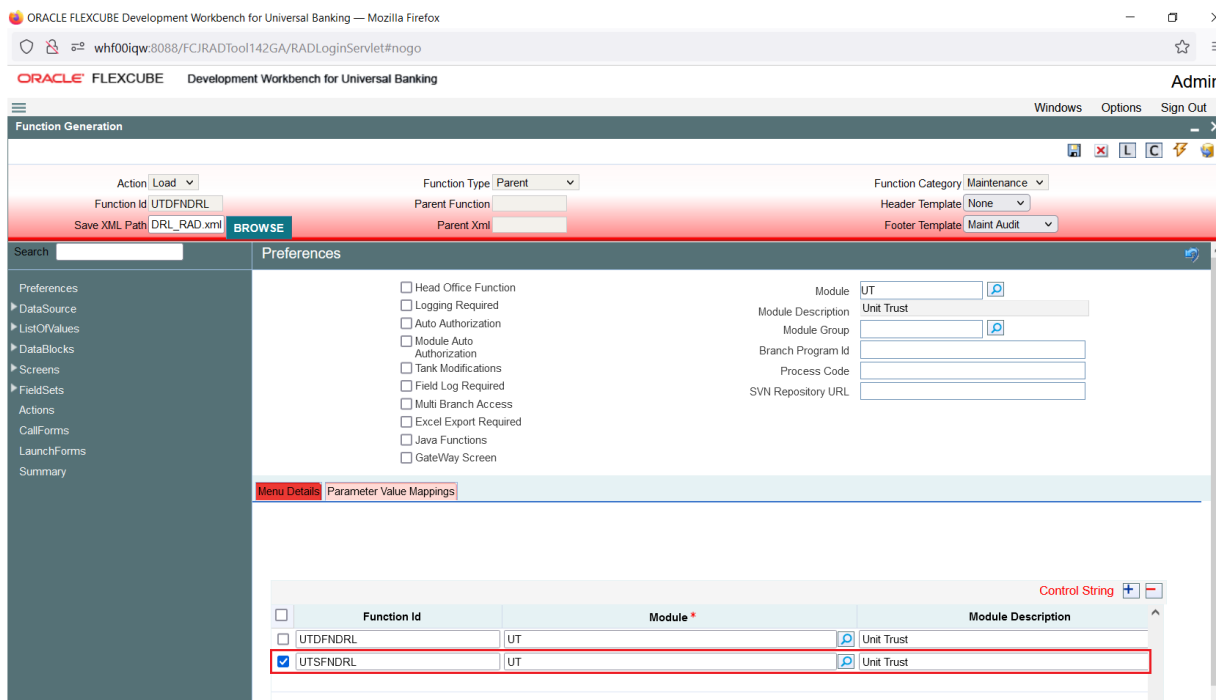 ORACLE FLEXCUBE Development Workbench for Universal Banking — Mozilla Firefox
whf00iqw:8088/FCJRADTool142GA/RADLoginServlet#nogo
ORACLE FLEXCUBE Development Workbench for Universal Banking
Admin
Windows Options Sign Out
Function Generation
L C
Action Load Function Type Parent Function Category Maintenance
Function Id UTDFNDRL Parent Function Header Template None
Save XML Path DRL_RAD.xml BROWSE Parent Xml Footer Template Maint Audit
Search
Preferences
Preferences
DataSource
ListOfValues
DataBlocks
Screens
FieldSets
Actions
CallForms
LaunchForms
Summary
Head Office Function
Logging Required
Auto Authorization
Module Auto
Authorization
Tank Modifications
Field Log Required
Multi Branch Access
Excel Export Required
Java Functions
GateWay Screen
Module UT
Module Description Unit Trust
Module Group
Branch Program Id
Process Code
SVN Repository URL
Menu Details Parameter Value Mappings
Control String + −
Function Id Module * Module Description
UTDFNDRL UT Unit Trust
UTSFNDRL UT Unit Trust